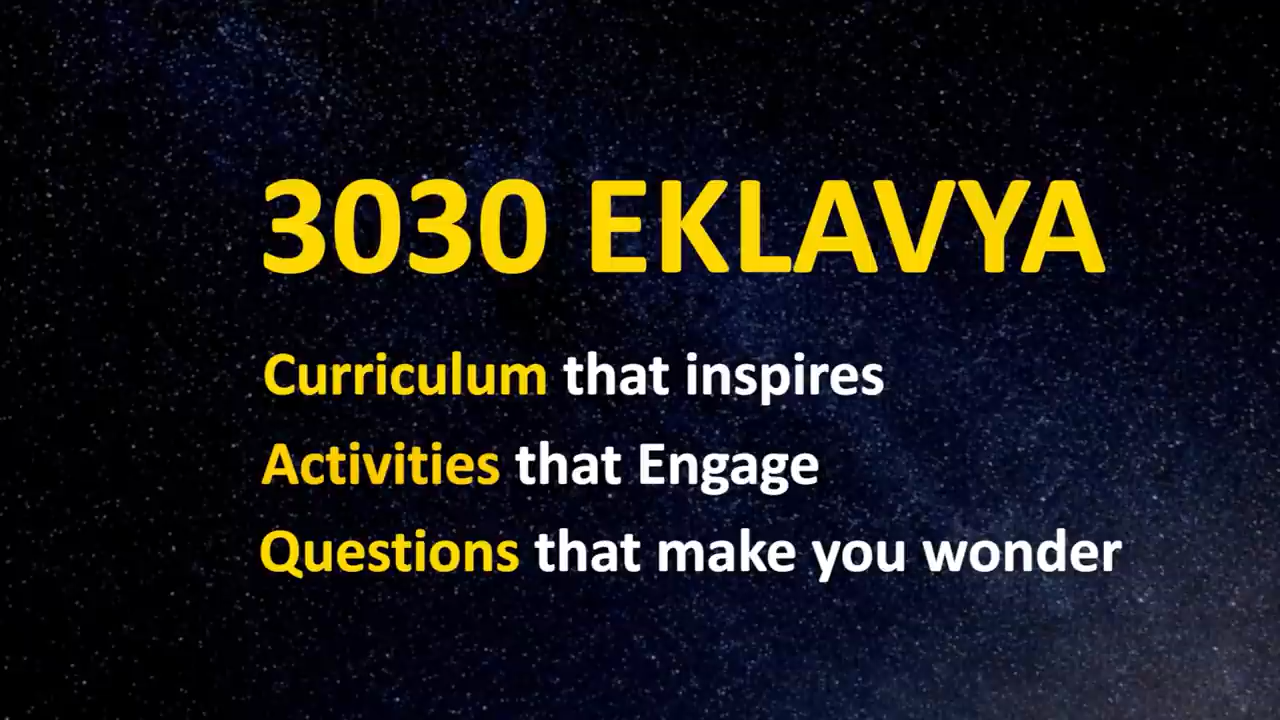 3030 EKLAVYA
Curriculum that inspires
Activities that Engage
Questions that make you wonder